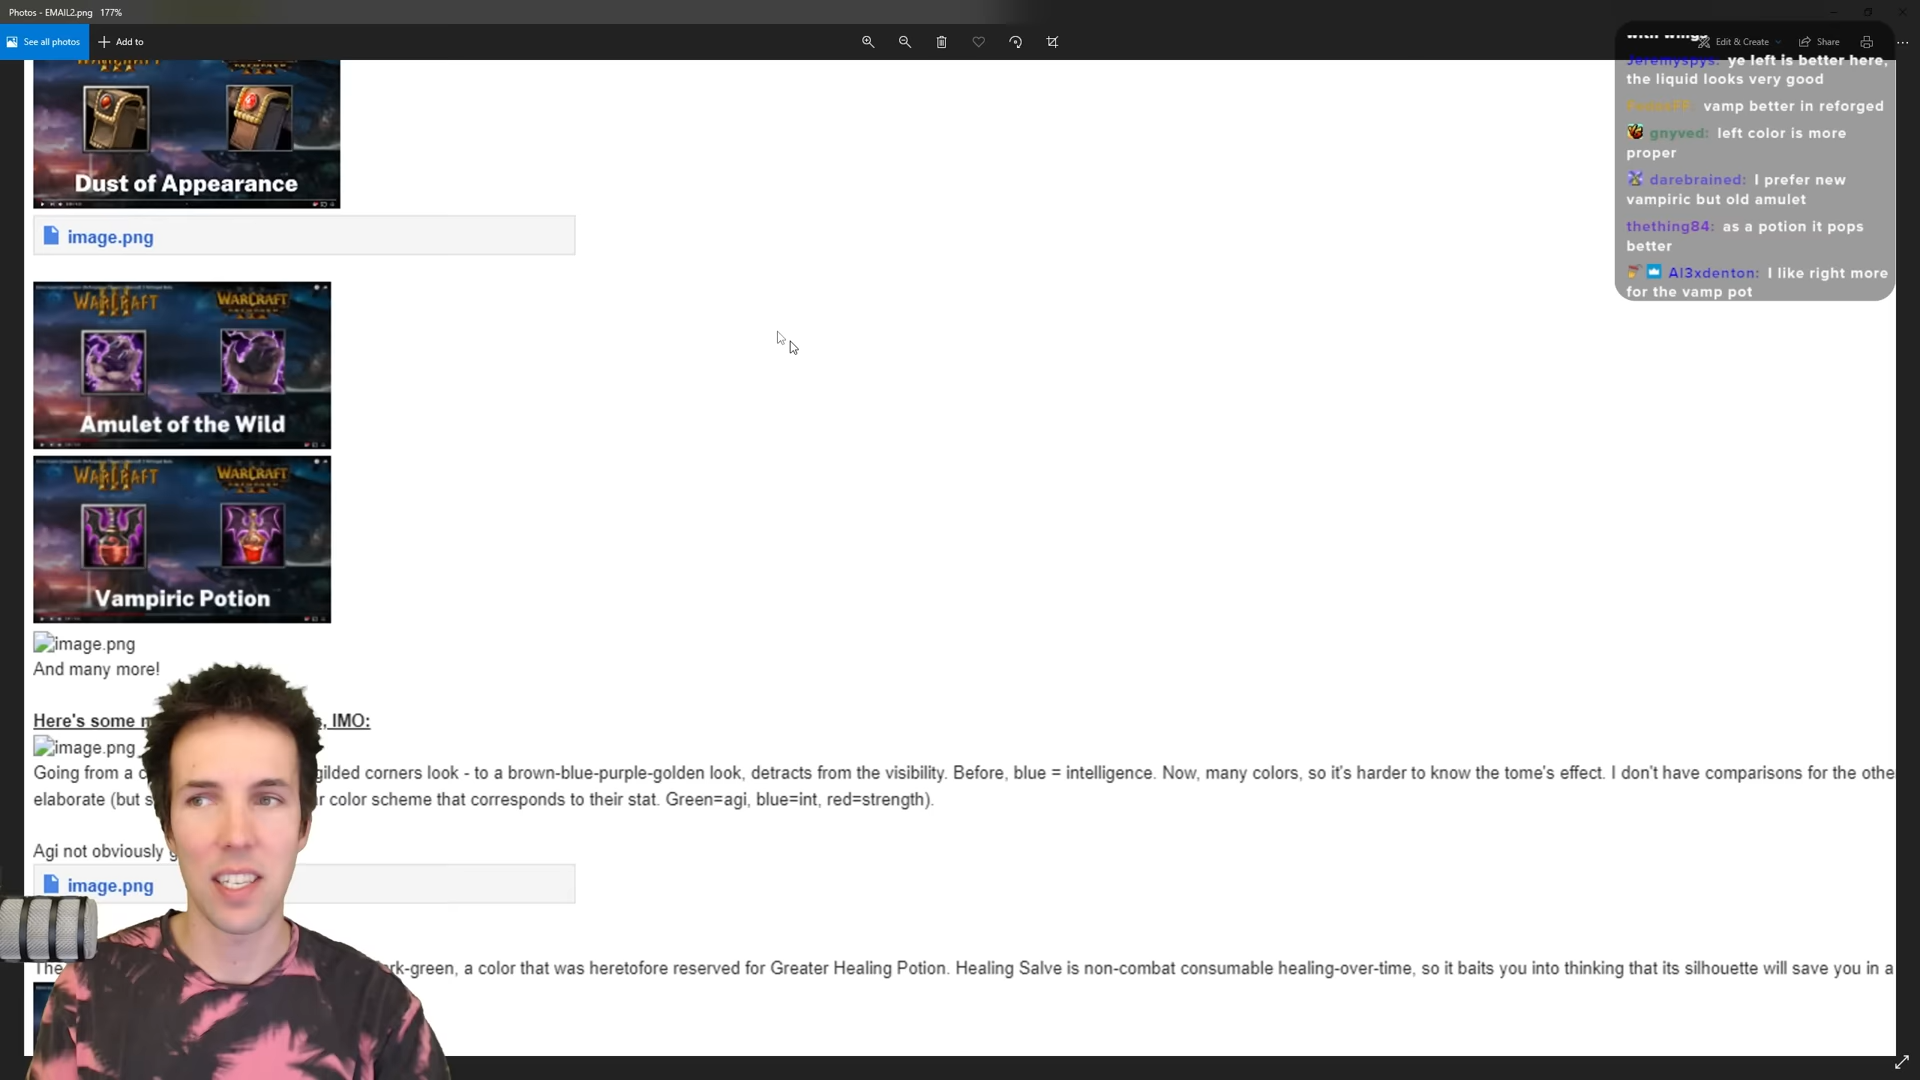 Photos - EMAIL2.png 177%
See all photos
Add to
Edit & Create
Share
WARCRAFT
Dust of Appearance
image.png
WARCRAFT
WARCRAFT
Amulet of the Wild
WARCRAFT
WARCRAFT
Vampiric Potion
image.png
And many more!
Here's some
, IMO:
image.png
Going from a
gilded corners look - to a brown-blue-purple-golden look, detracts from the visibility. Before, blue = intelligence. Now, many colors, so it's harder to know the tome's effect. I don't have comparisons for the othe
elaborate (but
color scheme that corresponds to their stat. Green=agi, blue=int, red=strength).
Agi not obviously
image.png
The
rk-green, a color that was heretofore reserved for Greater Healing Potion. Healing Salve is non-combat consumable healing-over-time, so it baits you into thinking that its silhouette will save you in a
with wings
Jeremyspys: ye left is better here,
the liquid looks very good
vamp better in reforged
gnyved: left color is more
proper
darebrained: I prefer new
vampiric but old amulet
thething84: as a potion it pops
better
Al3xdenton: I like right more
for the vamp pot